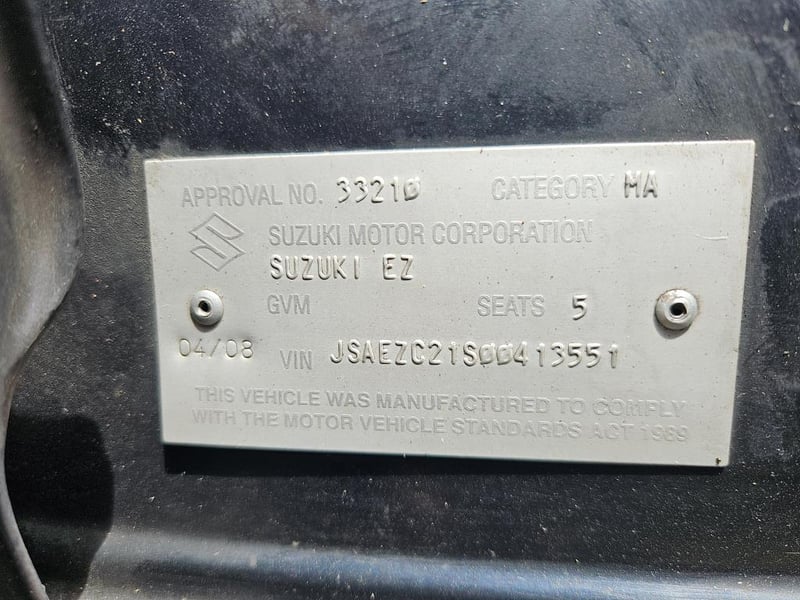 APPROVAL NO. 33210 CATEGORY MA
SUZUKI MOTOR CORPORATION
SUZUKI EZ
GVM SEATS 5
04/08 VIN JSAEZC21S00413551
THIS VEHICLE WAS MANUFACTURED TO COMPLY
WITH THE MOTOR VEHICLE STANDARDS ACT 1989